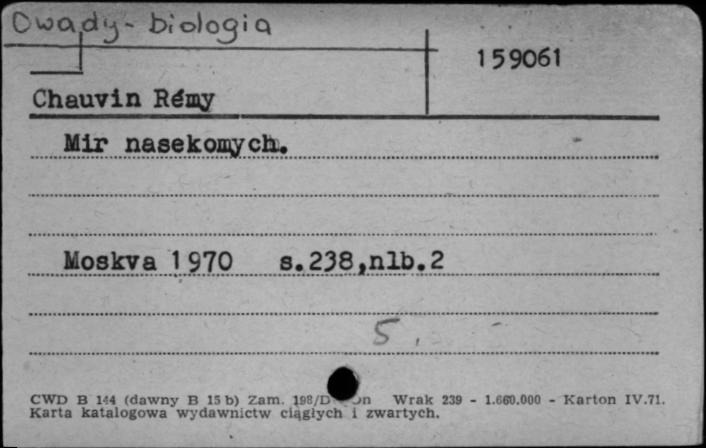 Owady - biologia
159061
Chauvin Rémy
Mir nasekomych.
Moskva 1970 s.238,nlb.2
5.
CWD B 144 (dawny B 15 b) Zam. Wrak 239 - 1.660.000 - Karton IV.71.
Karta katalogowa wydawnictw ciągłych i zwartych.